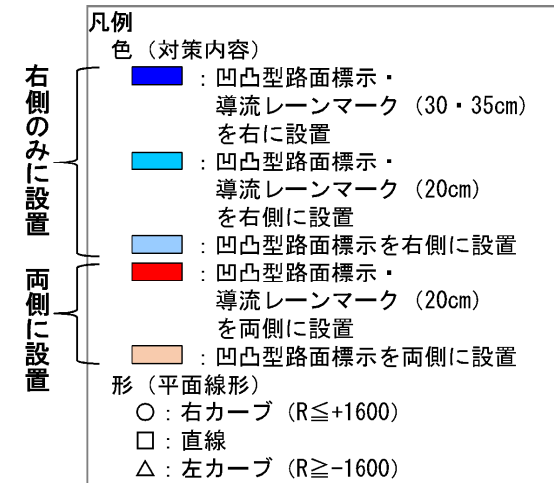 凡例
色（対策内容）
右側のみに設置
：凹凸型路面標示・
導流レーンマーク（30・35cm）
を右に設置
：凹凸型路面標示・
導流レーンマーク（20cm）
を右側に設置
：凹凸型路面標示を右側に設置
両側に設置
：凹凸型路面標示・
導流レーンマーク（20cm）
を両側に設置
：凹凸型路面標示を両側に設置
形（平面線形）
○：右カーブ（R≦+1600）
□：直線
△：左カーブ（R≧-1600）